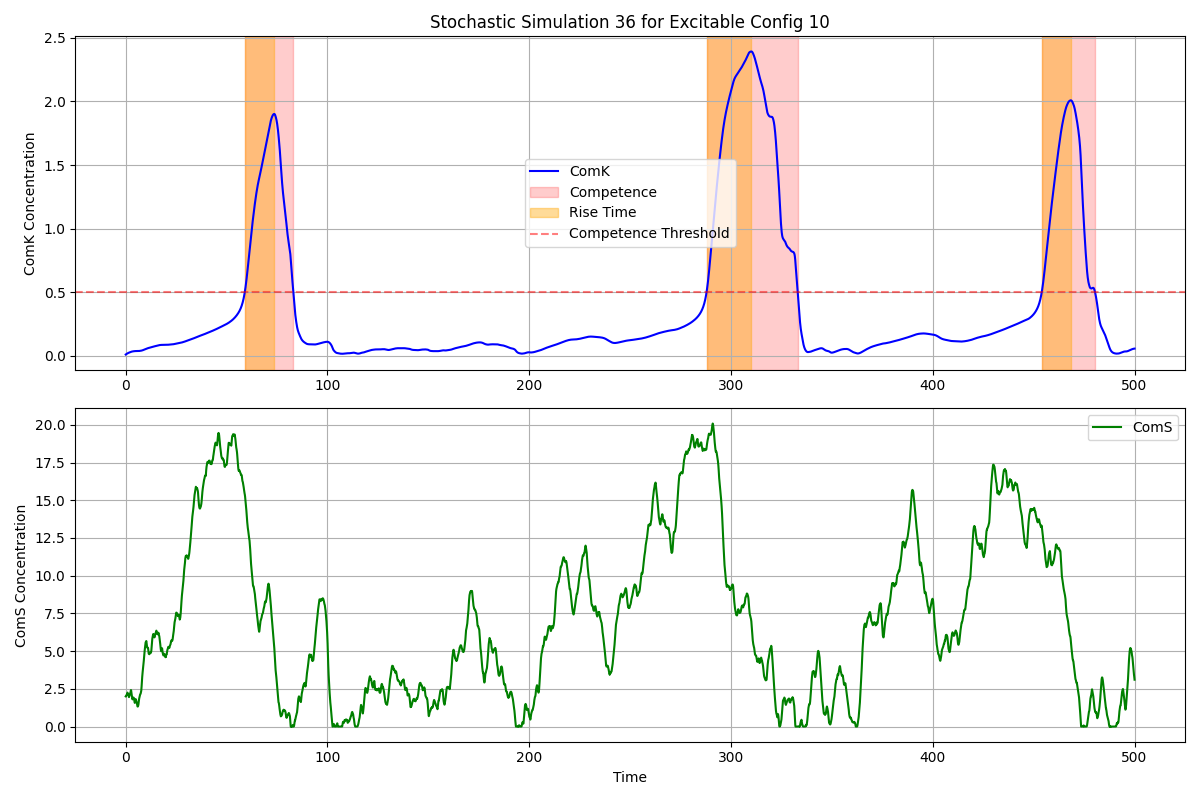 Stochastic Simulation 36 for Excitable Config 10
2.5
2.0
1.5
1.0
0.5
0.0
ComK Concentration
ComK
Competence
Rise Time
Competence Threshold
0 100 200 300 400 500
20.0
17.5
15.0
12.5
10.0
7.5
5.0
2.5
0.0
ComS Concentration
ComS
0 100 200 300 400 500
Time